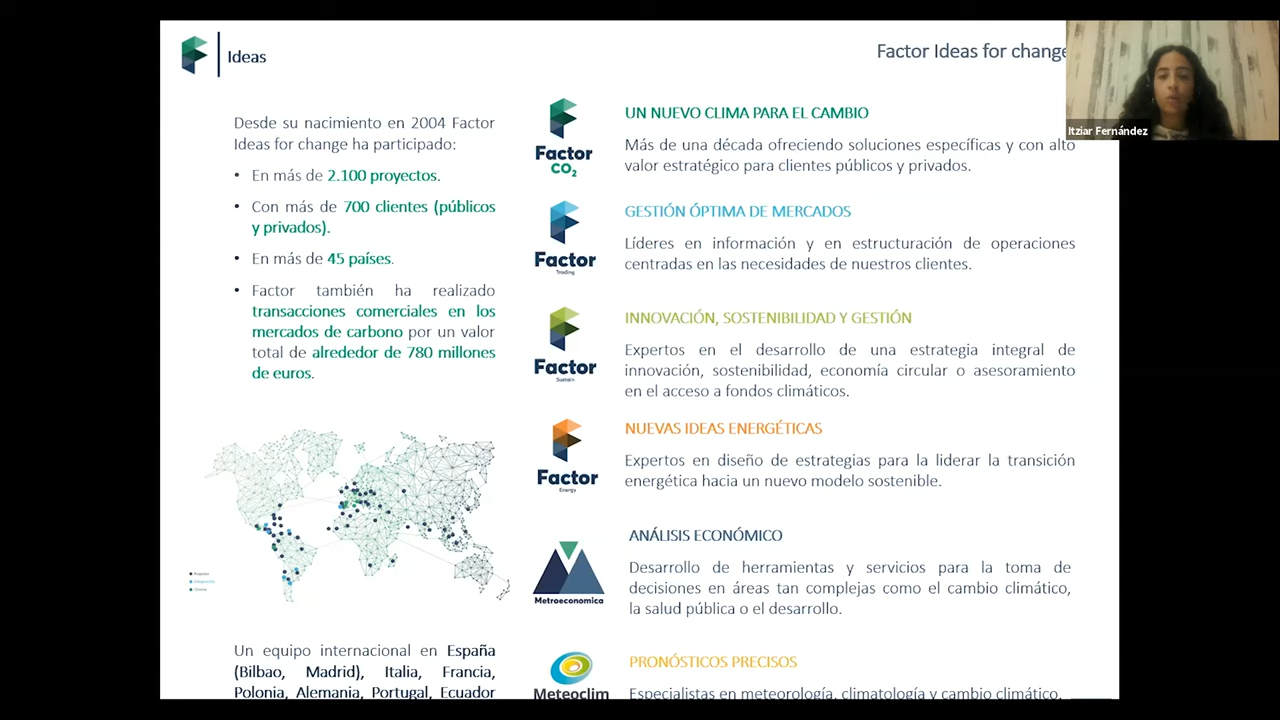 Ideas
Factor Ideas for change
Itziar Fernández
Desde su nacimiento en 2004 Factor
Ideas for change ha participado:
• En más de 2.100 proyectos.
• Con más de 700 clientes (públicos
y privados).
• En más de 45 países.
• Factor también ha realizado
transacciones comerciales en los
mercados de carbono por un valor
total de alrededor de 780 millones
de euros.
Un equipo internacional en España
(Bilbao, Madrid), Italia, Francia,
Polonia, Alemania, Portugal, Ecuador
Factor
CO2
UN NUEVO CLIMA PARA EL CAMBIO
Más de una década ofreciendo soluciones específicas y con alto
valor estratégico para clientes públicos y privados.
Factor
Trading
GESTIÓN ÓPTIMA DE MERCADOS
Líderes en información y en estructuración de operaciones
centradas en las necesidades de nuestros clientes.
Factor
Sustain
INNOVACIÓN, SOSTENIBILIDAD Y GESTIÓN
Expertos en el desarrollo de una estrategia integral de
innovación, sostenibilidad, economía circular o asesoramiento
en el acceso a fondos climáticos.
Factor
Energy
NUEVAS IDEAS ENERGÉTICAS
Expertos en diseño de estrategias para la liderar la transición
energética hacia un nuevo modelo sostenible.
Metroeconomica
ANÁLISIS ECONÓMICO
Desarrollo de herramientas y servicios para la toma de
decisiones en áreas tan complejas como el cambio climático,
la salud pública o el desarrollo.
Meteoclim
PRONÓSTICOS PRECISOS
Especialistas en meteorología, climatología y cambio climático.